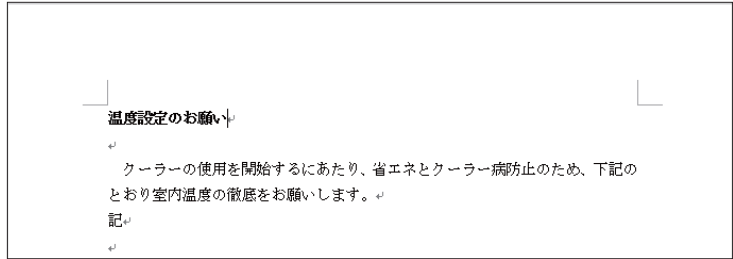 温度設定のお願い
　クーラーの使用を開始するにあたり、省エネとクーラー病防止のため、下記の
とおり室内温度の徹底をお願いします。
記